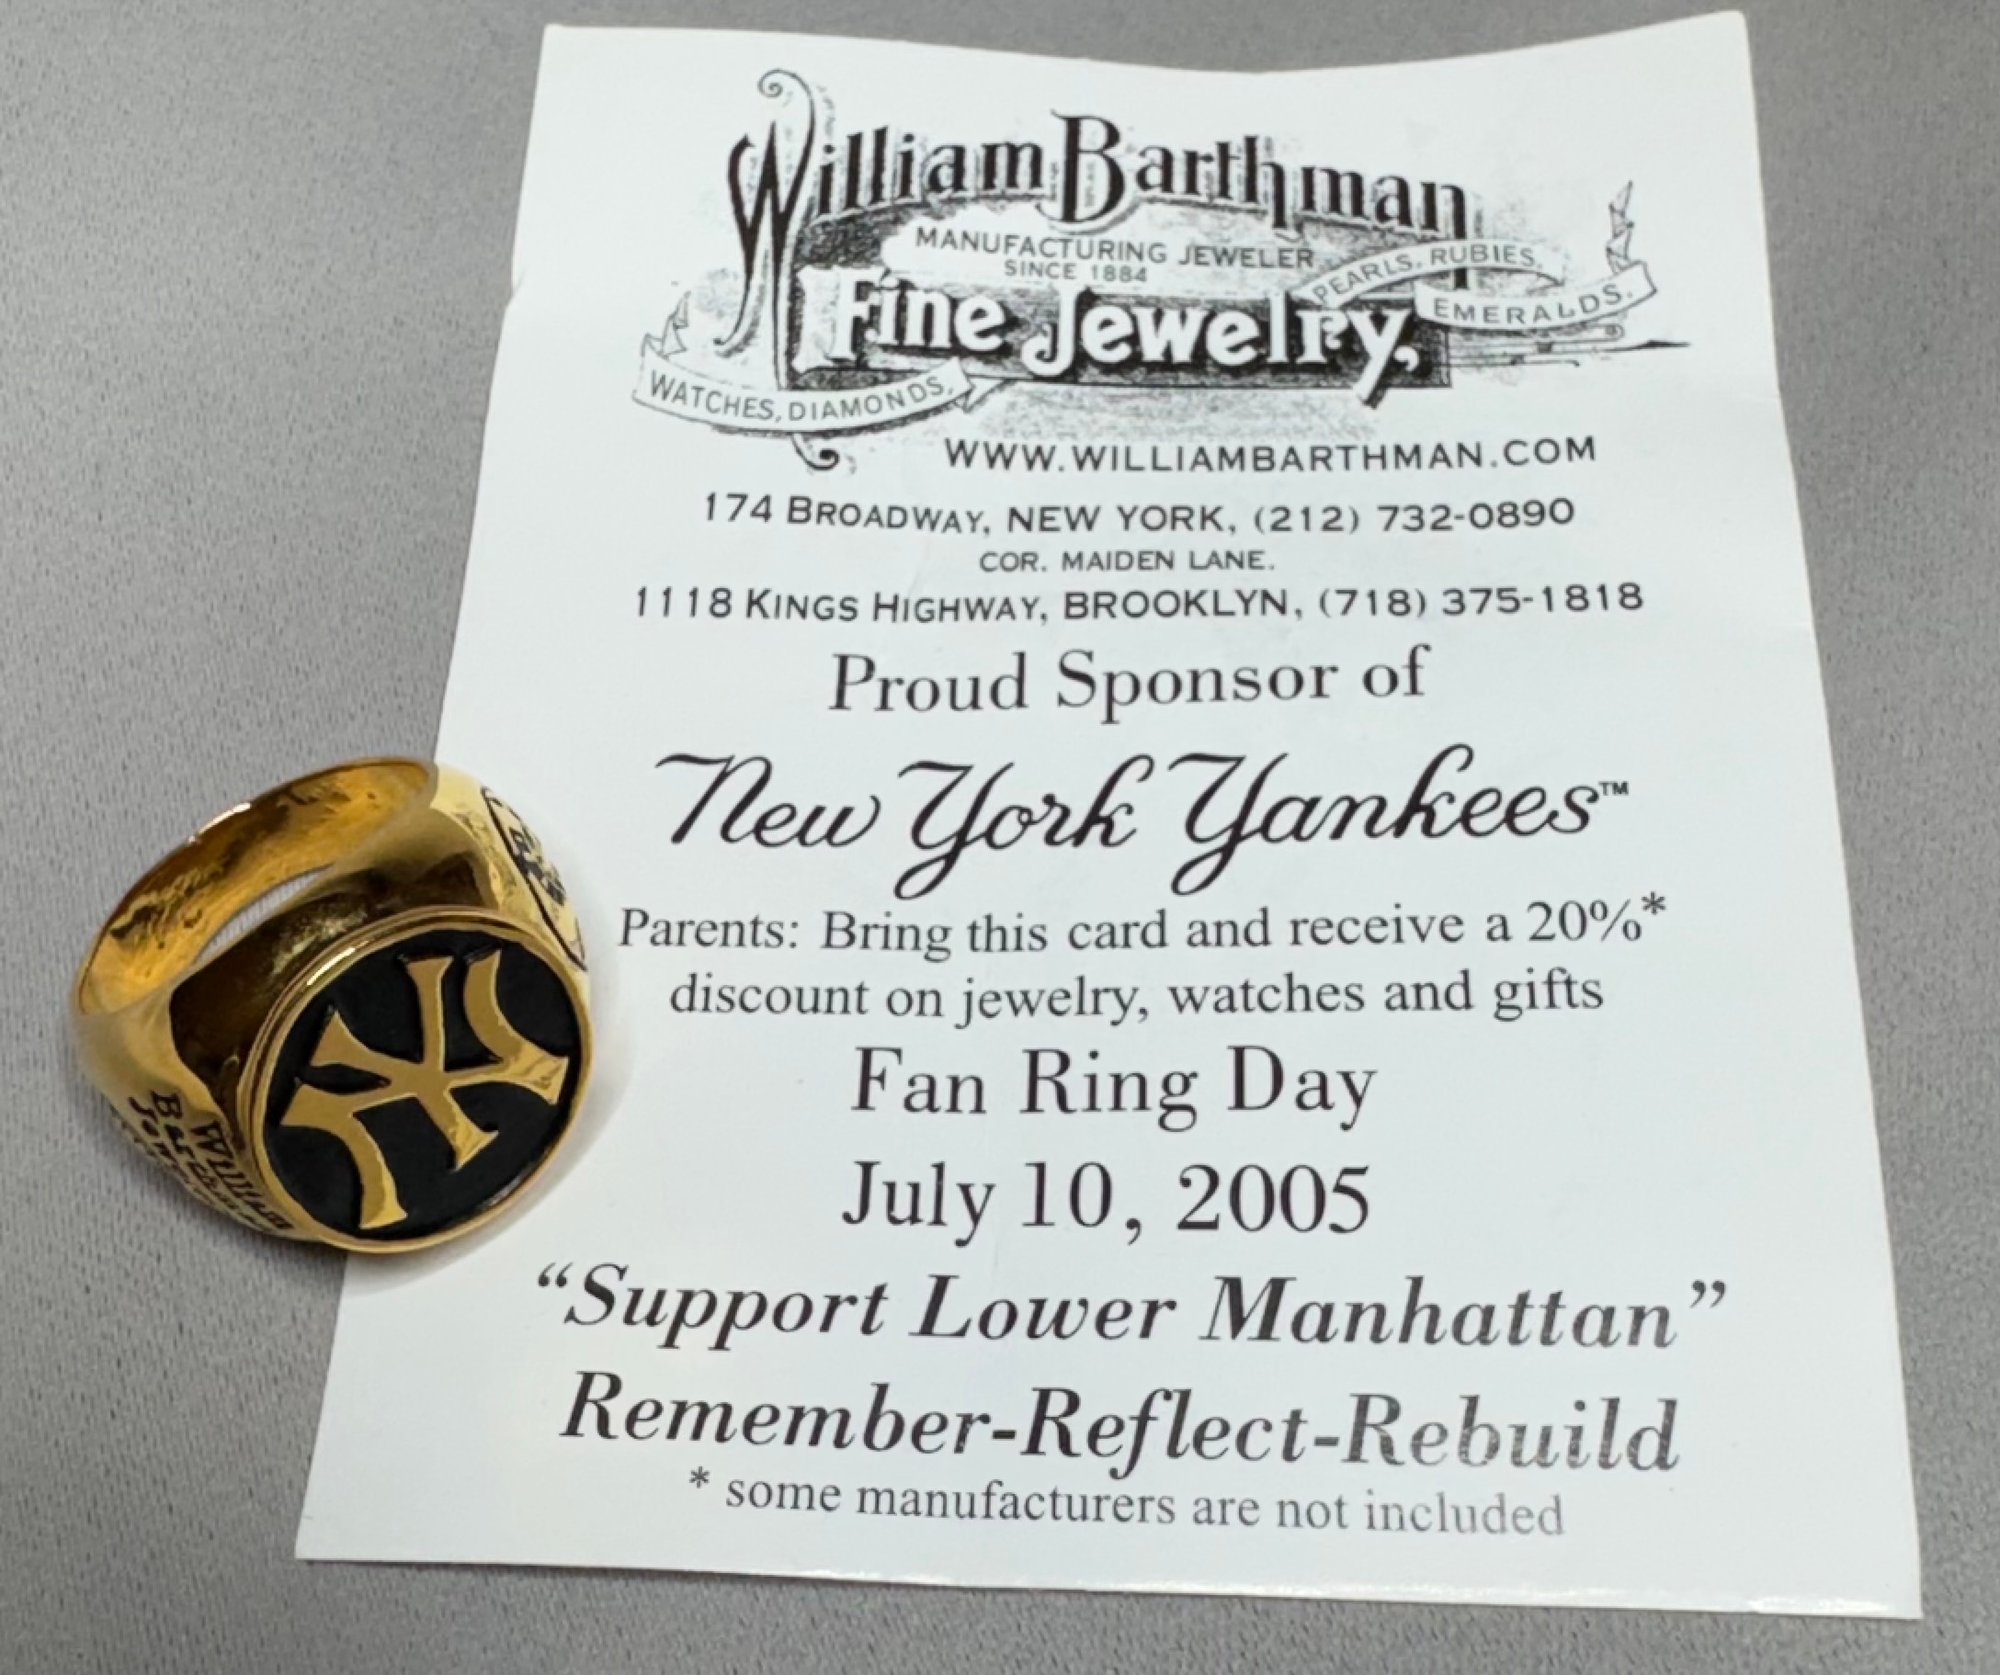 William Barthman
MANUFACTURING JEWELER
SINCE 1884
PEARLS, RUBIES,
EMERALDS.
Fine Jewelry,
WATCHES, DIAMONDS,
WWW.WILLIAMBARTHMAN.COM
174 BROADWAY, NEW YORK, (212) 732-0890
COR. MAIDEN LANE.
1118 KINGS HIGHWAY, BROOKLYN, (718) 375-1818
Proud Sponsor of
New York Yankees™
Parents: Bring this card and receive a 20%*
discount on jewelry, watches and gifts
Fan Ring Day
July 10, 2005
“Support Lower Manhattan”
Remember-Reflect-Rebuild
* some manufacturers are not included
NY
William
Barthman